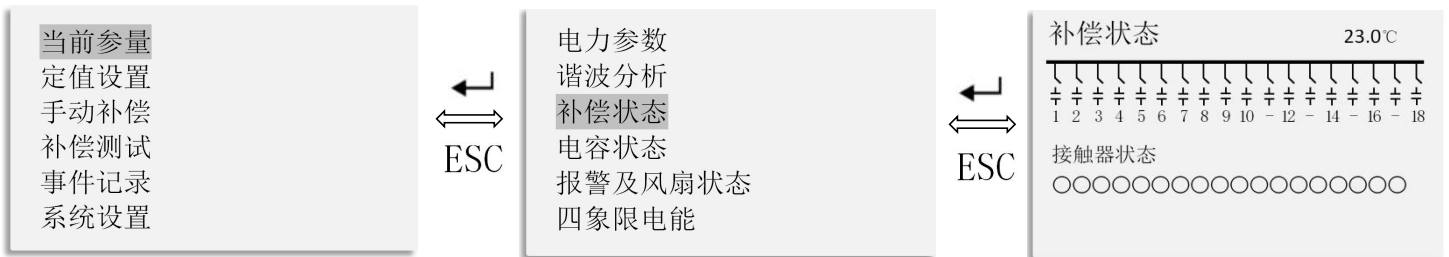 当前参量
定值设置
手动补偿
补偿测试
事件记录
系统设置
ESC
电力参数
谐波分析
补偿状态
电容状态
报警及风扇状态
四象限电能
ESC
补偿状态 23.0℃
1 2 3 4 5 6 7 8 9 10 - 12 - 14 - 16 - 18
接触器状态